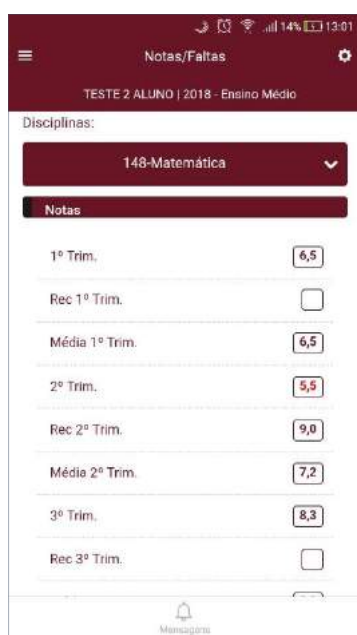 14% 13:01
Notas/Faltas
TESTE 2 ALUNO | 2018 - Ensino Médio
Disciplinas:
148-Matemática
Notas
1º Trim. 6,5
Rec 1º Trim.
Média 1º Trim. 6,5
2º Trim. 5,5
Rec 2º Trim. 9,0
Média 2º Trim. 7,2
3º Trim. 8,3
Rec 3º Trim.
Mensagens